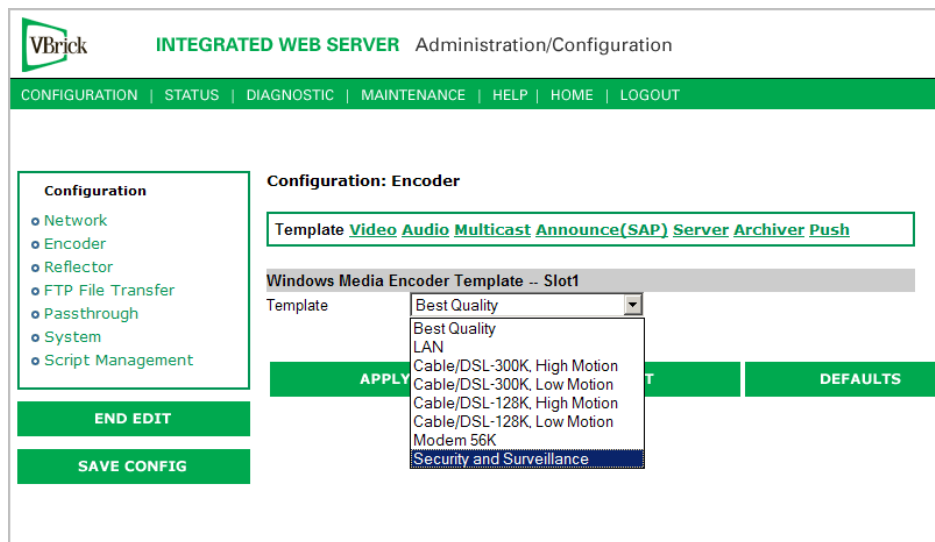 VBrick
INTEGRATED WEB SERVER Administration/Configuration
CONFIGURATION | STATUS | DIAGNOSTIC | MAINTENANCE | HELP | HOME | LOGOUT
Configuration
Network
Encoder
Reflector
FTP File Transfer
Passthrough
System
Script Management
END EDIT
SAVE CONFIG
Configuration: Encoder
Template Video Audio Multicast Announce(SAP) Server Archiver Push
Windows Media Encoder Template -- Slot1
Template Best Quality
Best Quality
LAN
Cable/DSL-300K, High Motion
Cable/DSL-300K, Low Motion
Cable/DSL-128K, High Motion
Cable/DSL-128K, Low Motion
Modem 56K
Security and Surveillance
APPLY T DEFAULTS